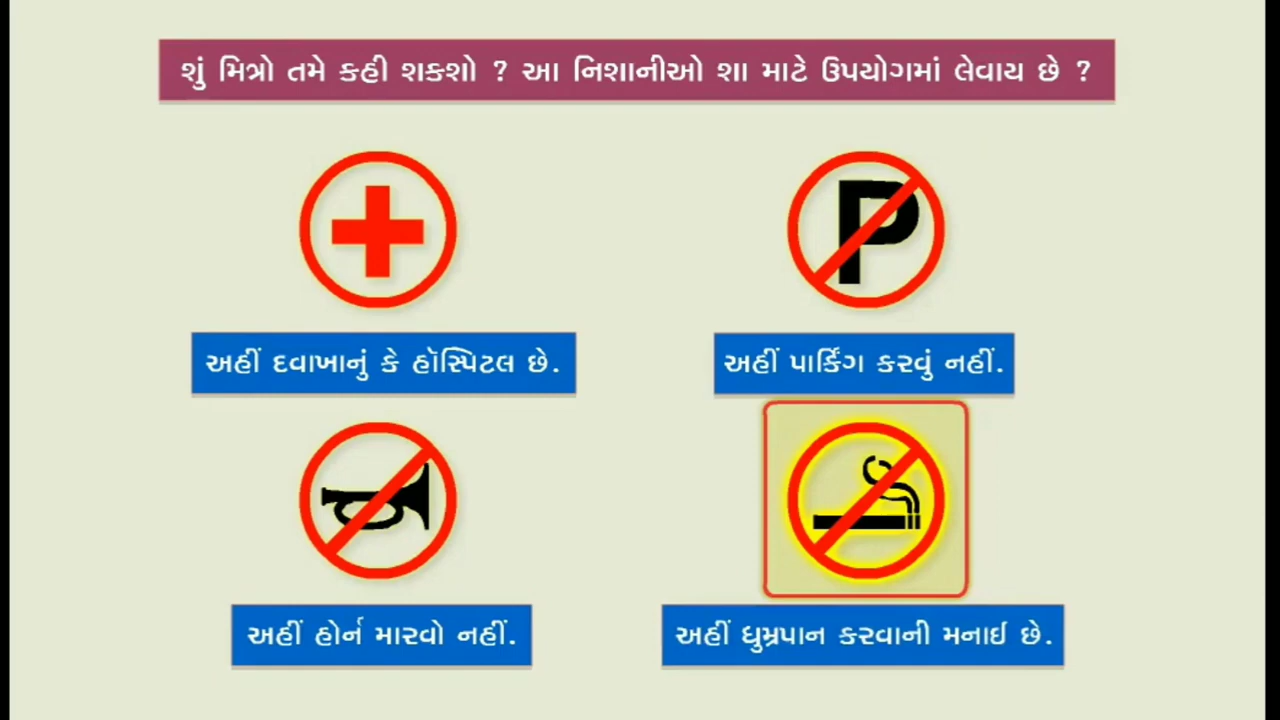 શું મિત્રો તમે કહી શકશો ? આ નિશાનીઓ શા માટે ઉપયોગમાં લેવાય છે ?
P
અહીં દવાખાનું કે હૉસ્પિટલ છે.
અહીં પાર્કિંગ કરવું નહીં.
અહીં હોર્ન મારવો નહીં.
અહીં ધુમ્રપાન કરવાની મનાઈ છે.